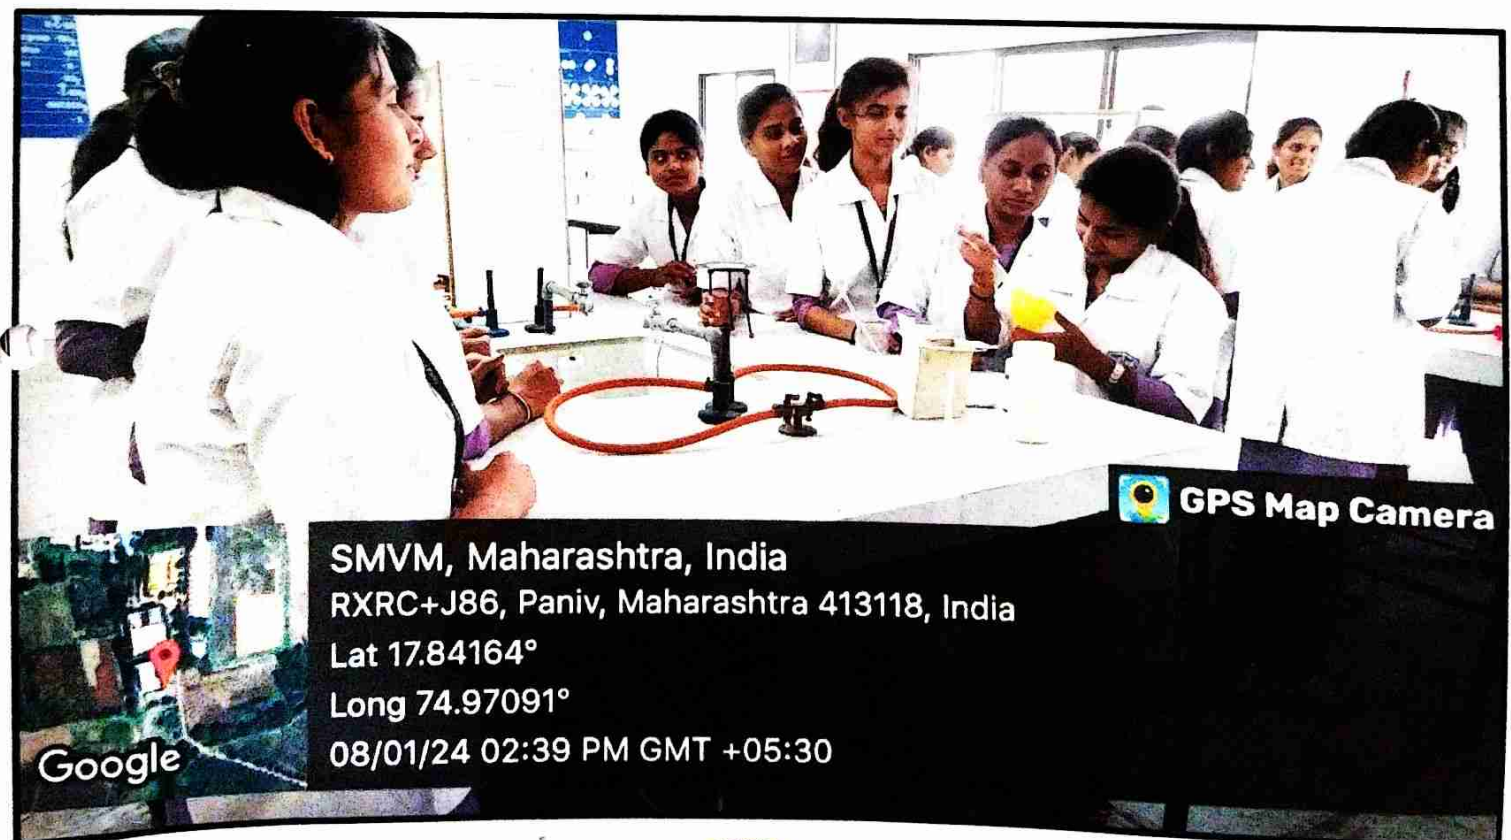 GPS Map Camera
SMVM, Maharashtra, India
RXRC+J86, Paniv, Maharashtra 413118, India
Lat 17.84164°
Long 74.97091°
08/01/24 02:39 PM GMT +05:30
Google